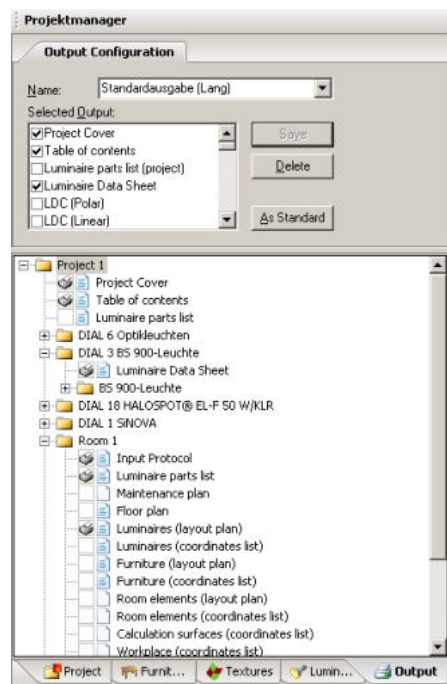 Projektmanager
Output Configuration
Name: Standardausgabe (Lang)
Selected Output:
Project Cover
Save
Table of contents
Luminaire parts list (project)
Delete
Luminaire Data Sheet
LDC (Polar)
As Standard
LDC (Linear)
Project 1
Project Cover
Table of contents
Luminaire parts list
DIAL 6 Optikleuchten
DIAL 3 BS 900-Leuchte
Luminaire Data Sheet
BS 900-Leuchte
DIAL 18 HALOSPOT® EL-F 50 W/KLR
DIAL 1 SiNOVA
Room 1
Input Protocol
Luminaire parts list
Maintenance plan
Floor plan
Luminaires (layout plan)
Luminaires (coordinates list)
Furniture (layout plan)
Furniture (coordinates list)
Room elements (layout plan)
Room elements (coordinates list)
Calculation surfaces (coordinates list)
Workplace (coordinates list)
Project Furnit... Textures Lumin... Output